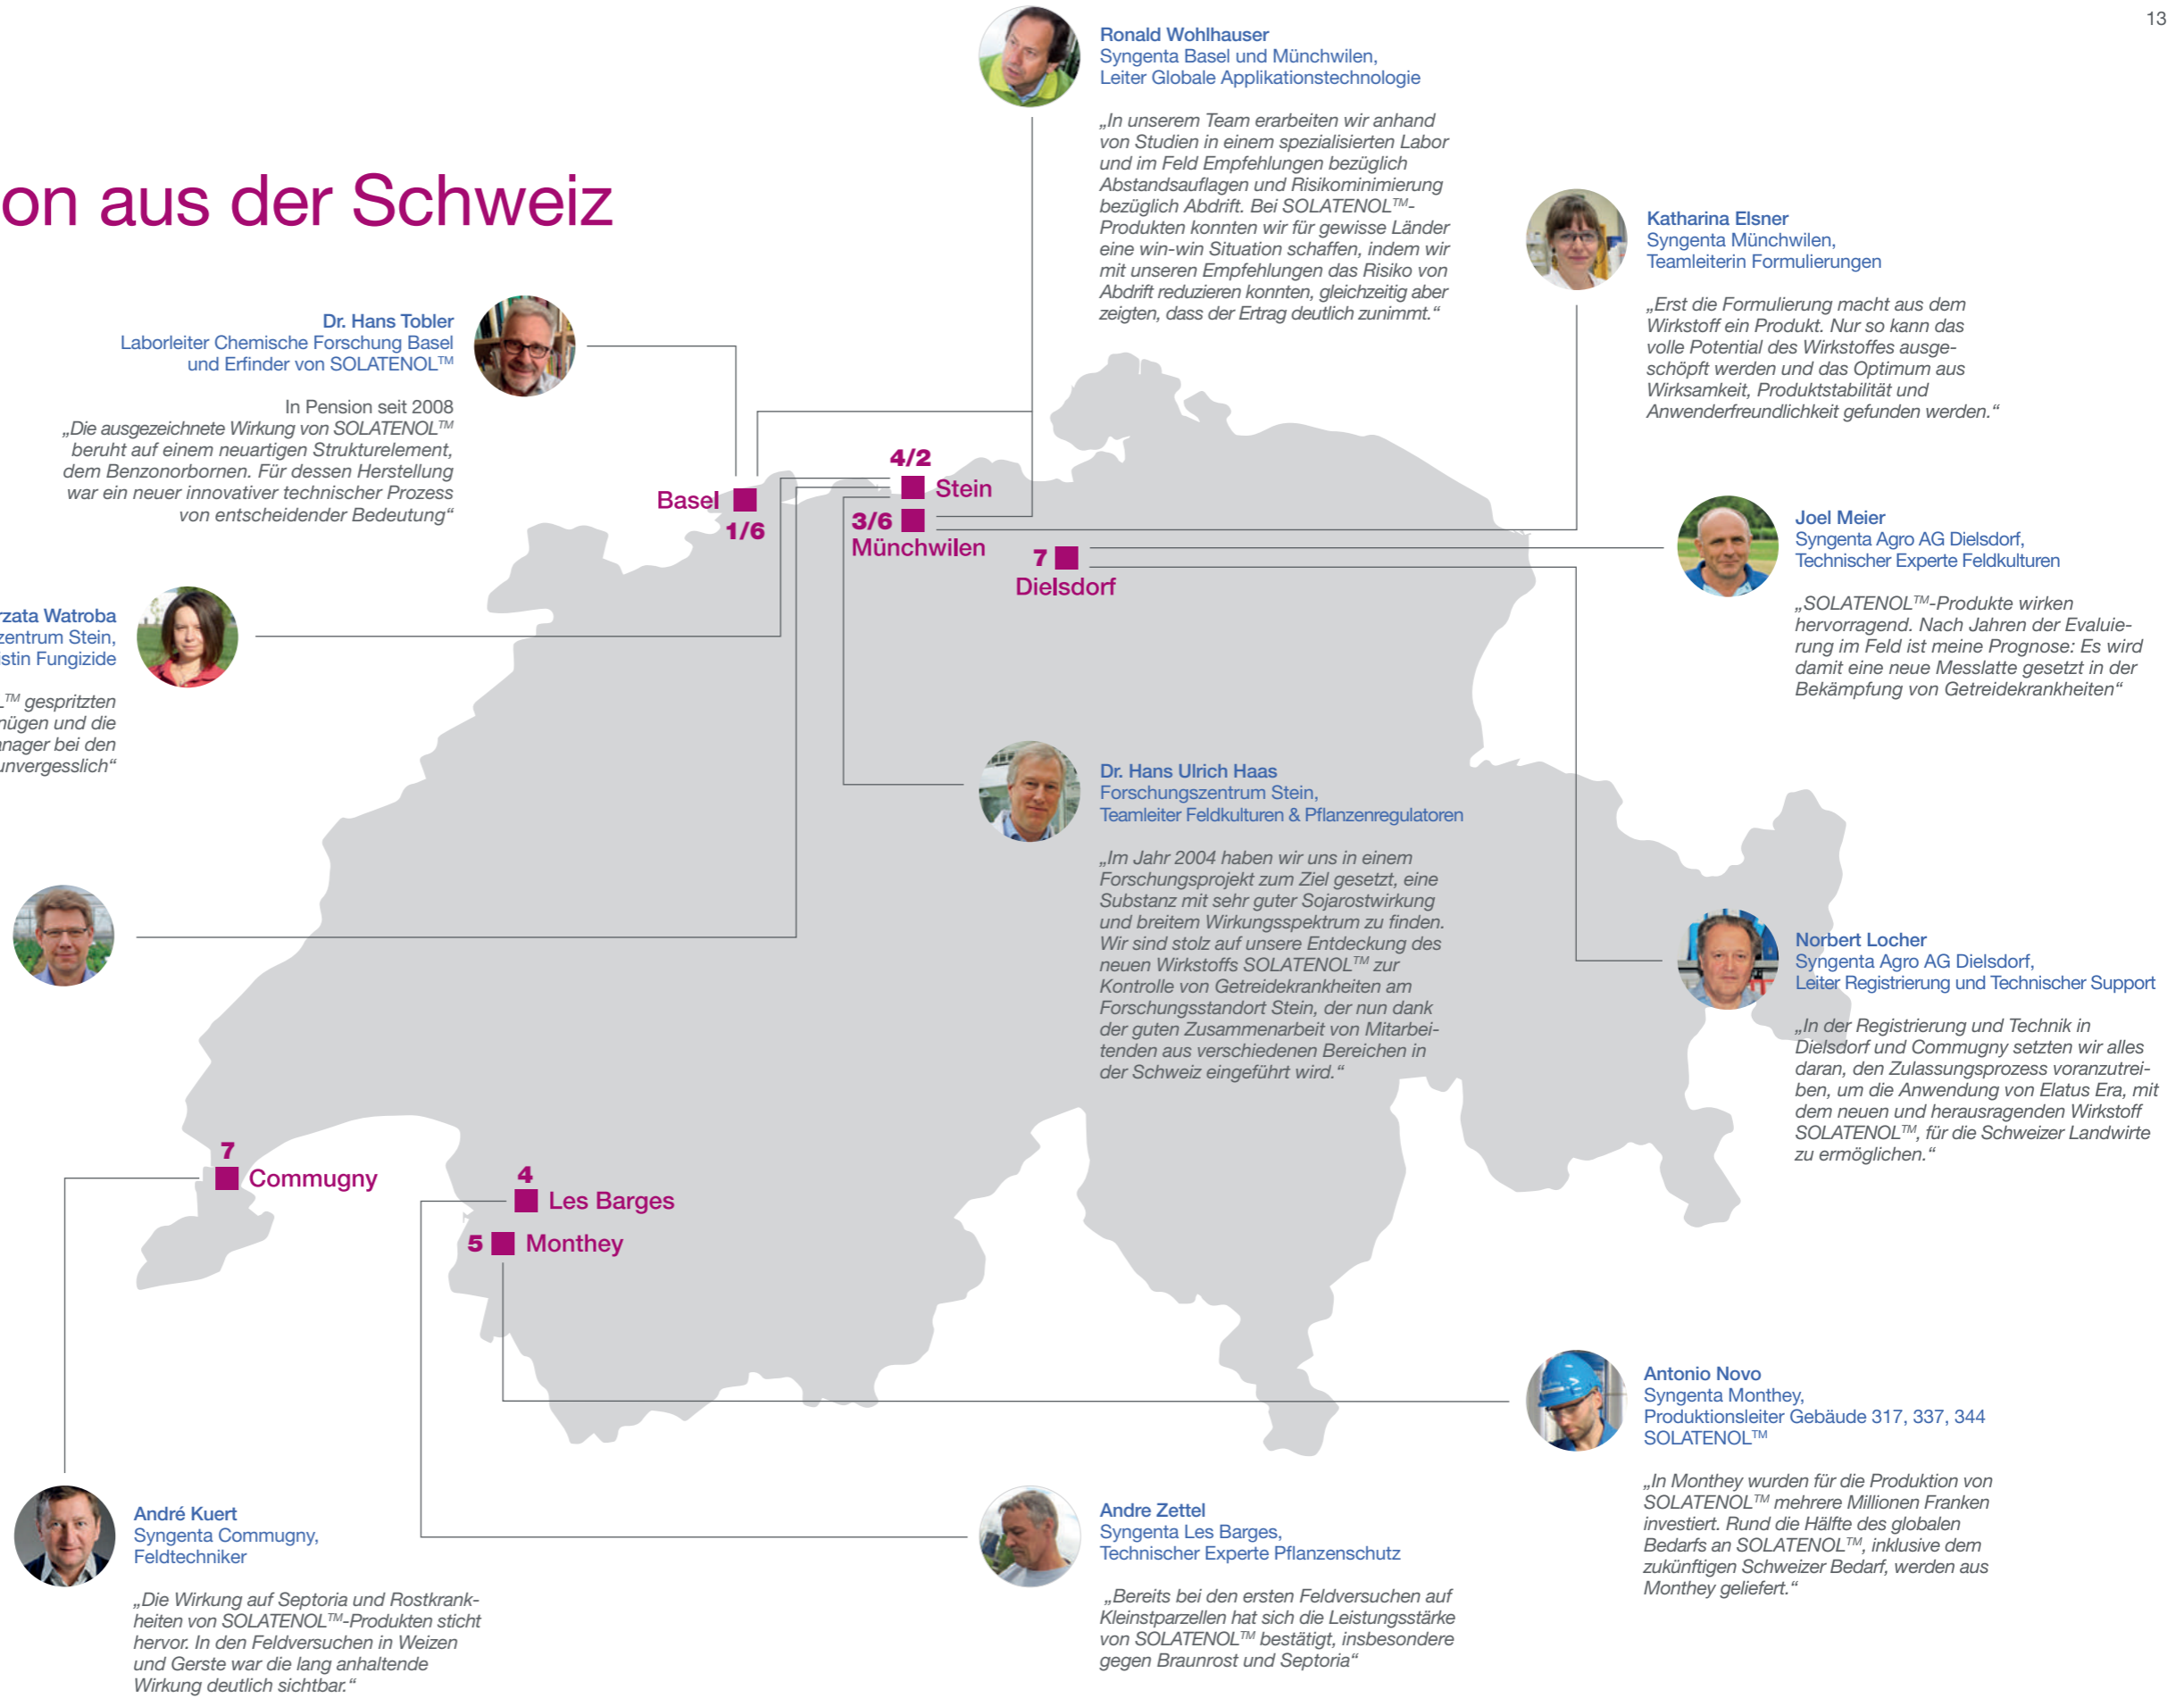 13
on aus der Schweiz
Ronald Wohlhauser
Syngenta Basel und Münchwilen,
Leiter Globale Applikationstechnologie
„In unserem Team erarbeiten wir anhand
von Studien in einem spezialisierten Labor
und im Feld Empfehlungen bezüglich
Abstandsauflagen und Risikominimierung
bezüglich Abdrift. Bei SOLATENOL™-
Produkten konnten wir für gewisse Länder
eine win-win Situation schaffen, indem wir
mit unseren Empfehlungen das Risiko von
Abdrift reduzieren konnten, gleichzeitig aber
zeigten, dass der Ertrag deutlich zunimmt.“
Katharina Elsner
Syngenta Münchwilen,
Teamleiterin Formulierungen
„Erst die Formulierung macht aus dem
Wirkstoff ein Produkt. Nur so kann das
volle Potential des Wirkstoffes ausge-
schöpft werden und das Optimum aus
Wirksamkeit, Produktstabilität und
Anwenderfreundlichkeit gefunden werden.“
Dr. Hans Tobler
Laborleiter Chemische Forschung Basel
und Erfinder von SOLATENOL™
In Pension seit 2008
„Die ausgezeichnete Wirkung von SOLATENOL™
beruht auf einem neuartigen Strukturelement,
dem Benzonorbornen. Für dessen Herstellung
war ein neuer innovativer technischer Prozess
von entscheidender Bedeutung“
4/2
Stein
Basel
1/6
3/6
Münchwilen
7
Dielsdorf
Joel Meier
Syngenta Agro AG Dielsdorf,
Technischer Experte Feldkulturen
„SOLATENOL™-Produkte wirken
hervorragend. Nach Jahren der Evaluie-
rung im Feld ist meine Prognose: Es wird
damit eine neue Messlatte gesetzt in der
Bekämpfung von Getreidekrankheiten“
rzata Watroba
zentrum Stein,
istin Fungizide
L™ gespritzten
nügen und die
anager bei den
unvergesslich“
Dr. Hans Ulrich Haas
Forschungszentrum Stein,
Teamleiter Feldkulturen & Pflanzenregulatoren
„Im Jahr 2004 haben wir uns in einem
Forschungsprojekt zum Ziel gesetzt, eine
Substanz mit sehr guter Sojarostwirkung
und breitem Wirkungsspektrum zu finden.
Wir sind stolz auf unsere Entdeckung des
neuen Wirkstoffs SOLATENOL™ zur
Kontrolle von Getreidekrankheiten am
Forschungsstandort Stein, der nun dank
der guten Zusammenarbeit von Mitarbei-
tenden aus verschiedenen Bereichen in
der Schweiz eingeführt wird.“
Norbert Locher
Syngenta Agro AG Dielsdorf,
Leiter Registrierung und Technischer Support
„In der Registrierung und Technik in
Dielsdorf und Commugny setzten wir alles
daran, den Zulassungsprozess voranzutrei-
ben, um die Anwendung von Elatus Era, mit
dem neuen und herausragenden Wirkstoff
SOLATENOL™, für die Schweizer Landwirte
zu ermöglichen.“
7
Commugny
4
Les Barges
5
Monthey
Antonio Novo
Syngenta Monthey,
Produktionsleiter Gebäude 317, 337, 344
SOLATENOL™
„In Monthey wurden für die Produktion von
SOLATENOL™ mehrere Millionen Franken
investiert. Rund die Hälfte des globalen
Bedarfs an SOLATENOL™, inklusive dem
zukünftigen Schweizer Bedarf, werden aus
Monthey geliefert.“
André Kuert
Syngenta Commugny,
Feldtechniker
„Die Wirkung auf Septoria und Rostkrank-
heiten von SOLATENOL™-Produkten sticht
hervor. In den Feldversuchen in Weizen
und Gerste war die lang anhaltende
Wirkung deutlich sichtbar.“
Andre Zettel
Syngenta Les Barges,
Technischer Experte Pflanzenschutz
„Bereits bei den ersten Feldversuchen auf
Kleinstparzellen hat sich die Leistungsstärke
von SOLATENOL™ bestätigt, insbesondere
gegen Braunrost und Septoria“